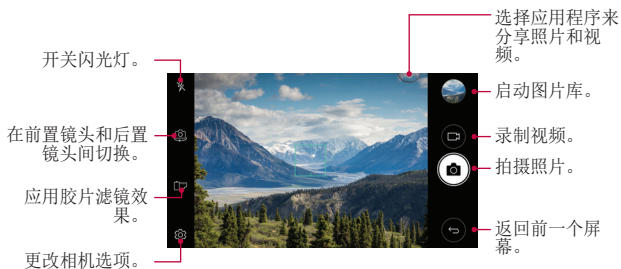 开关闪光灯。
在前置镜头和后置
镜头间切换。
应用胶片滤镜效
果。
更改相机选项。
选择应用程序来
分享照片和视
频。
启动图片库。
录制视频。
拍摄照片。
返回前一个屏
幕。